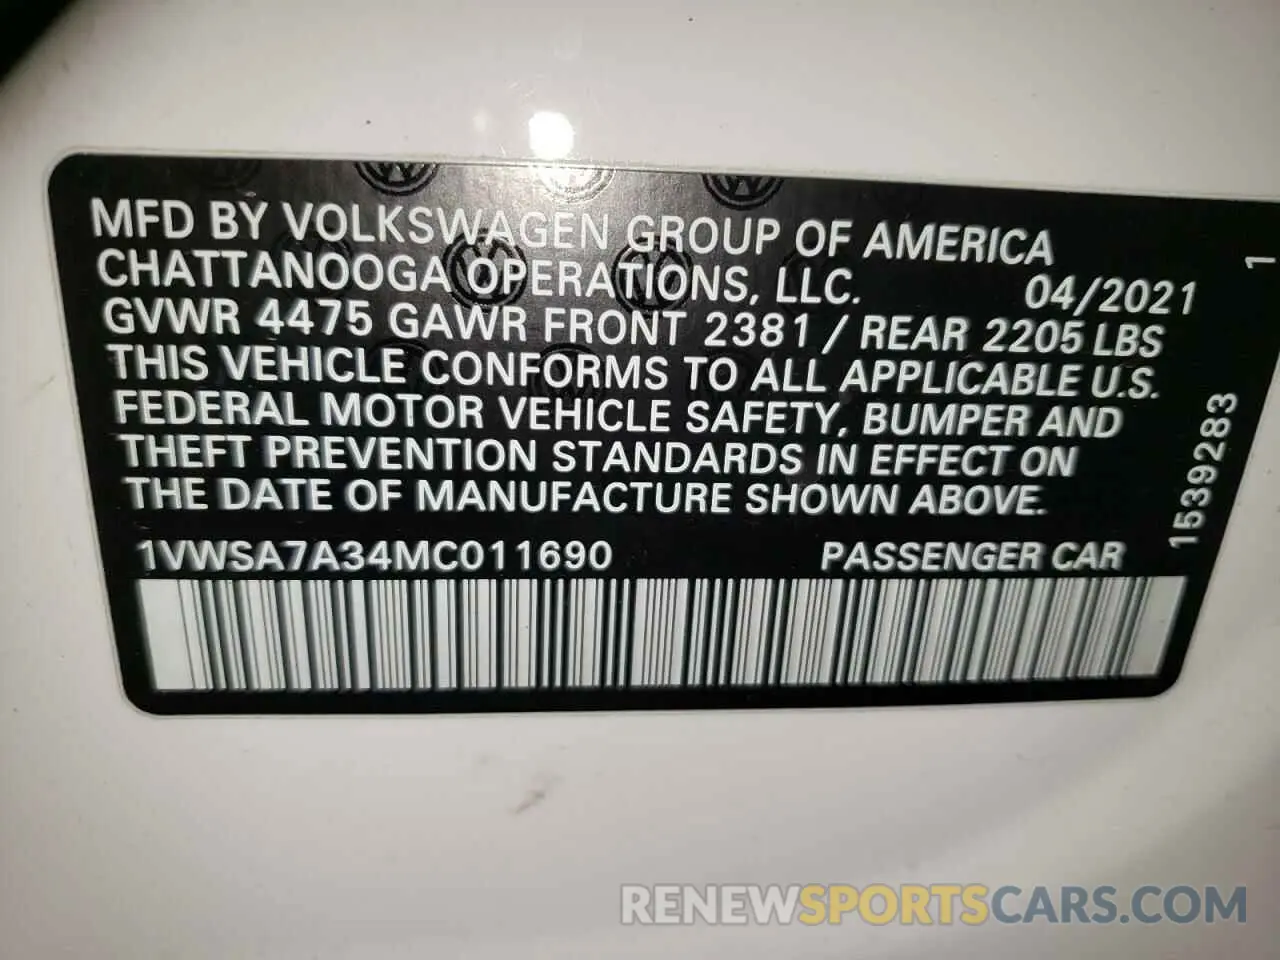 MFD BY VOLKSWAGEN GROUP OF AMERICA
CHATTANOOGA OPERATIONS, LLC. 04/2021
GVWR 4475 GAWR FRONT 2381 / REAR 2205 LBS
THIS VEHICLE CONFORMS TO ALL APPLICABLE U.S.
FEDERAL MOTOR VEHICLE SAFETY, BUMPER AND
THEFT PREVENTION STANDARDS IN EFFECT ON
THE DATE OF MANUFACTURE SHOWN ABOVE.
1VWSA7A34MC011690 PASSENGER CAR
1539283 1
RENEWSPORTSCARS.COM